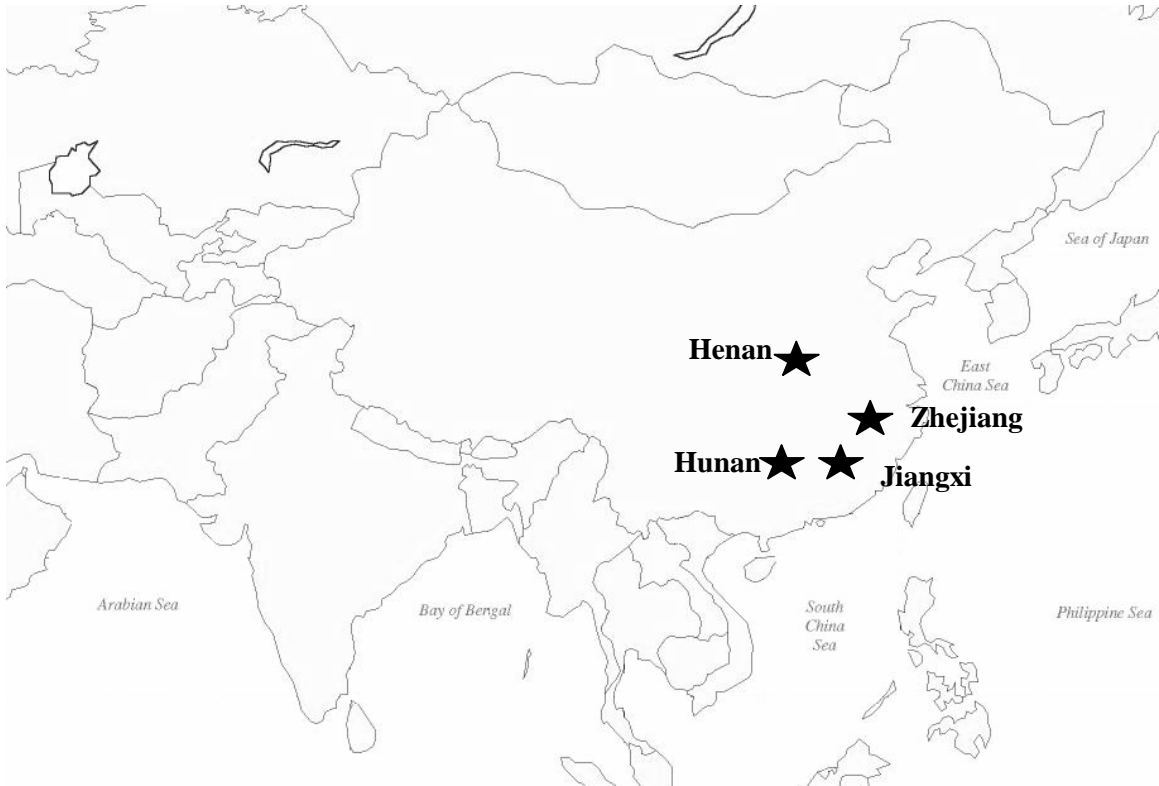 Sea of Japan
Henan
East
China Sea
Zhejiang
Hunan
Jiangxi
Arabian Sea
Bay of Bengal
South
China
Sea
Philippine Sea